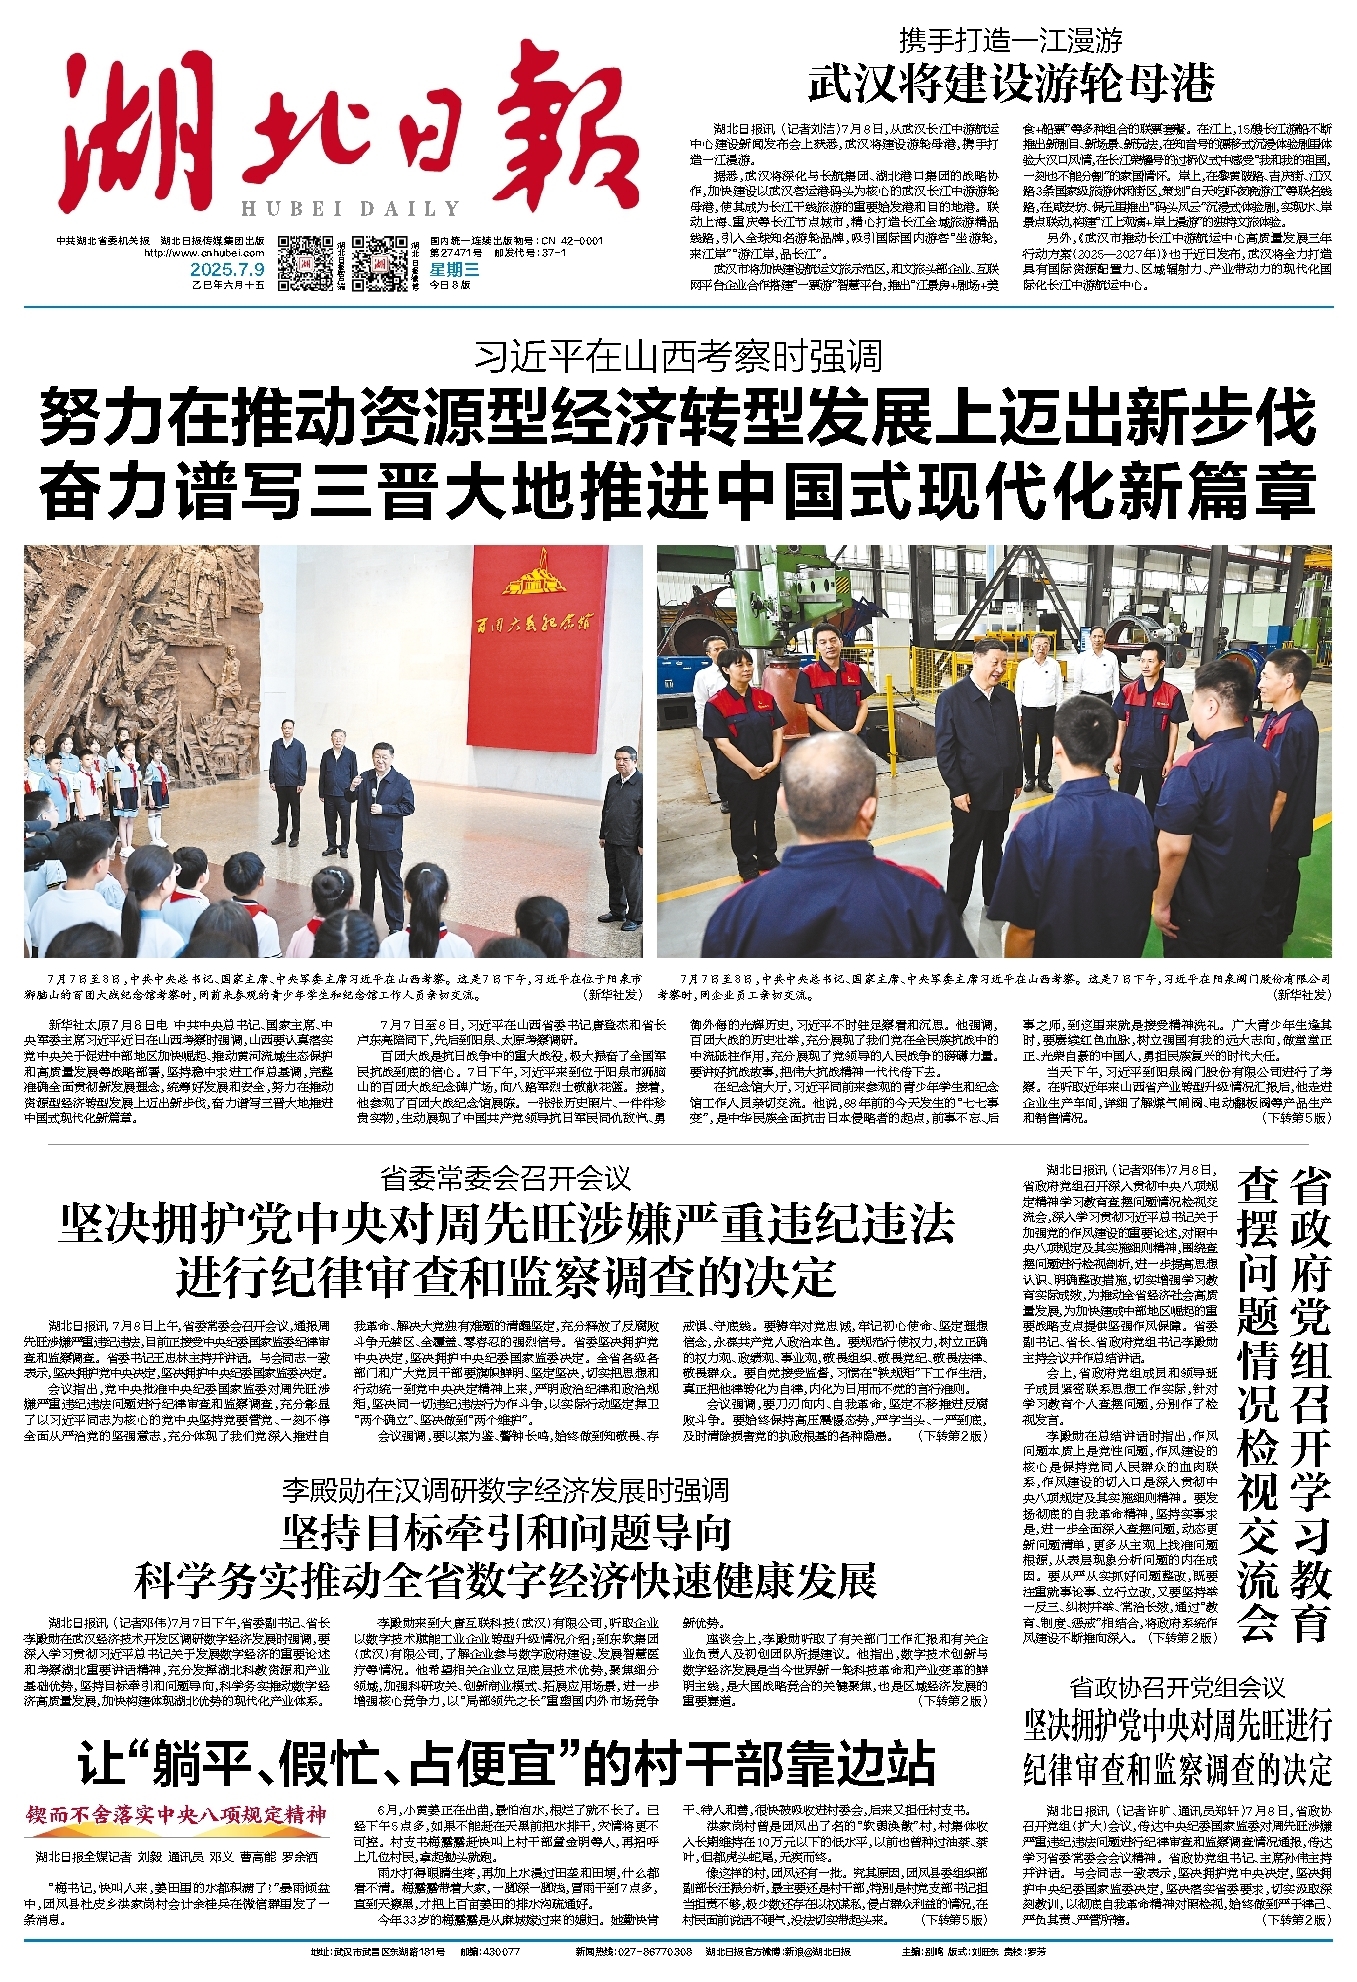 湖北日报
HUBEI DAILY
中共湖北省委机关报 湖北日报传媒集团出版
http://www.cnhubei.com
2025.7.9
乙巳年六月十五
国内统一连续出版物号:CN 42-0001
第27471号 邮发代号:37-1
星期三
今日8版
携手打造一江漫游
武汉将建设游轮母港
湖北日报讯 (记者刘洁)7月8日,从武汉长江中游航运
中心建设新闻发布会上获悉,武汉将建设游轮母港,携手打
造一江漫游。
据悉,武汉将深化与长航集团、湖北港口集团的战略协
作,加快建设以武汉客运港码头为核心的武汉长江中游游轮
母港,使其成为长江干线旅游的重要始发港和目的地港。联
动上海、重庆等长江节点城市,精心打造长江全域旅游精品
线路,引入全球知名游轮品牌,吸引国际国内游客“坐游轮,
来江岸”“游江岸,品长江”。
武汉市将加快建设航运文旅示范区,和文旅头部企业、互联
网平台企业合作搭建“一票游”智慧平台,推出“江景房+剧场+美
食+船票”等多种组合的联票套餐。在江上,15艘长江游船不断
推出新剧目、新场景、新玩法,在知音号的漂移式沉浸体验剧里体
验大汉口风情,在长江荣耀号的过桥仪式中感受“我和我的祖国,
一刻也不能分割”的家国情怀。岸上,在黎黄陂路、吉庆街、江汉
路3条国家级旅游休闲街区,策划“白天吃虾夜晚游江”等联名线
路,在咸安坊、保元里推出“码头风云”沉浸式体验剧,实现水、岸
景点联动,构建“江上观演+岸上漫游”的独特文旅体验。
另外,《武汉市推动长江中游航运中心高质量发展三年
行动方案(2025—2027年)》也于近日发布,武汉将全力打造
具有国际资源配置力、区域辐射力、产业带动力的现代化国
际化长江中游航运中心。
习近平在山西考察时强调
努力在推动资源型经济转型发展上迈出新步伐
奋力谱写三晋大地推进中国式现代化新篇章
百团大战纪念馆
7月7日至8日,中共中央总书记、国家主席、中央军委主席习近平在山西考察。这是7日下午,习近平在位于阳泉市
狮脑山的百团大战纪念馆考察时,同前来参观的青少年学生和纪念馆工作人员亲切交流。 (新华社发)
7月7日至8日,中共中央总书记、国家主席、中央军委主席习近平在山西考察。这是7日下午,习近平在阳泉阀门股份有限公司
考察时,同企业员工亲切交流。 (新华社发)
新华社太原7月8日电 中共中央总书记、国家主席、中
央军委主席习近平近日在山西考察时强调,山西要认真落实
党中央关于促进中部地区加快崛起、推动黄河流域生态保护
和高质量发展等战略部署,坚持稳中求进工作总基调,完整
准确全面贯彻新发展理念,统筹好发展和安全,努力在推动
资源型经济转型发展上迈出新步伐,奋力谱写三晋大地推进
中国式现代化新篇章。
7月7日至8日,习近平在山西省委书记唐登杰和省长
卢东亮陪同下,先后到阳泉、太原考察调研。
百团大战是抗日战争中的重大战役,极大振奋了全国军
民抗战到底的信心。7日下午,习近平来到位于阳泉市狮脑
山的百团大战纪念碑广场,向八路军烈士敬献花篮。接着,
他参观了百团大战纪念馆展陈。一张张历史照片、一件件珍
贵实物,生动展现了中国共产党领导抗日军民同仇敌忾、勇
御外侮的光辉历史,习近平不时驻足察看和沉思。他强调,
百团大战的历史壮举,充分展现了我们党在全民族抗战中的
中流砥柱作用,充分展现了党领导的人民战争的磅礴力量。
要讲好抗战故事,把伟大抗战精神一代代传下去。
在纪念馆大厅,习近平同前来参观的青少年学生和纪念
馆工作人员亲切交流。他说,88年前的今天发生的“七七事
变”,是中华民族全面抗击日本侵略者的起点,前事不忘、后
事之师,到这里来就是接受精神洗礼。广大青少年生逢其
时,要赓续红色血脉,树立强国有我的远大志向,做堂堂正
正、光荣自豪的中国人,勇担民族复兴的时代大任。
当天下午,习近平到阳泉阀门股份有限公司进行了考
察。在听取近年来山西省产业转型升级情况汇报后,他走进
企业生产车间,详细了解煤气闸阀、电动翻板阀等产品生产
和销售情况。 (下转第5版)
省委常委会召开会议
坚决拥护党中央对周先旺涉嫌严重违纪违法
进行纪律审查和监察调查的决定
湖北日报讯 7月8日上午,省委常委会召开会议,通报周
先旺涉嫌严重违纪违法,目前正接受中央纪委国家监委纪律审
查和监察调查。省委书记王忠林主持并讲话。与会同志一致
表示,坚决拥护党中央决定,坚决拥护中央纪委国家监委决定。
会议指出,党中央批准中央纪委国家监委对周先旺涉
嫌严重违纪违法问题进行纪律审查和监察调查,充分彰显
了以习近平同志为核心的党中央坚持党要管党、一刻不停
全面从严治党的坚强意志,充分体现了我们党深入推进自
我革命、解决大党独有难题的清醒坚定,充分释放了反腐败
斗争无禁区、全覆盖、零容忍的强烈信号。省委坚决拥护党
中央决定,坚决拥护中央纪委国家监委决定。全省各级各
部门和广大党员干部要旗帜鲜明、坚定坚决,切实把思想和
行动统一到党中央决定精神上来,严明政治纪律和政治规
矩,坚决同一切违纪违法行为作斗争,以实际行动坚定捍卫
“两个确立”、坚决做到“两个维护”。
会议强调,要以案为鉴、警钟长鸣,始终做到知敬畏、存
戒惧、守底线。要铸牢对党忠诚,牢记初心使命、坚定理想
信念,永葆共产党人政治本色。要规范行使权力,树立正确
的权力观、政绩观、事业观,敬畏组织、敬畏党纪、敬畏法律、
敬畏群众。要自觉接受监督,习惯在“铁规矩”下工作生活,
真正把他律转化为自律,内化为日用而不觉的言行准则。
会议强调,要刀刃向内、自我革命,坚定不移推进反腐
败斗争。要始终保持高压震慑态势,严字当头、一严到底,
及时清除损害党的执政根基的各种隐患。 (下转第2版)
李殿勋在汉调研数字经济发展时强调
坚持目标牵引和问题导向
科学务实推动全省数字经济快速健康发展
湖北日报讯 (记者邓伟)7月7日下午,省委副书记、省长
李殿勋在武汉经济技术开发区调研数字经济发展时强调,要
深入学习贯彻习近平总书记关于发展数字经济的重要论述
和考察湖北重要讲话精神,充分发挥湖北科教资源和产业
基础优势,坚持目标牵引和问题导向,科学务实推动数字经
济高质量发展,加快构建体现湖北优势的现代化产业体系。
李殿勋来到大唐互联科技(武汉)有限公司,听取企业
以数字技术赋能工业企业转型升级情况介绍;到东软集团
(武汉)有限公司,了解企业参与数字政府建设、发展智慧医
疗等情况。他希望相关企业立足底层技术优势,聚焦细分
领域,加强科研攻关、创新商业模式、拓展应用场景,进一步
增强核心竞争力,以“局部领先之长”重塑国内外市场竞争
新优势。
座谈会上,李殿勋听取了有关部门工作汇报和有关企
业负责人及初创团队所提建议。他指出,数字技术创新与
数字经济发展是当今世界新一轮科技革命和产业变革的鲜
明主线,是大国战略竞合的关键聚焦,也是区域经济发展的
重要赛道。 (下转第2版)
省政府党组召开学习教育
查摆问题情况检视交流会
湖北日报讯 (记者邓伟)7月8日,
省政府党组召开深入贯彻中央八项规
定精神学习教育查摆问题情况检视交
流会,深入学习贯彻习近平总书记关于
加强党的作风建设的重要论述,对照中
央八项规定及其实施细则精神,围绕查
摆问题进行检视剖析,进一步提高思想
认识、明确整改措施,切实增强学习教
育实际成效,为推动全省经济社会高质
量发展,为加快建成中部地区崛起的重
要战略支点提供坚强作风保障。省委
副书记、省长、省政府党组书记李殿勋
主持会议并作总结讲话。
会上,省政府党组成员和领导班
子成员紧密联系思想工作实际,针对
学习教育个人查摆问题,分别作了检
视发言。
李殿勋在总结讲话时指出,作风
问题本质上是党性问题,作风建设的
核心是保持党同人民群众的血肉联
系,作风建设的切入口是深入贯彻中
央八项规定及其实施细则精神。要发
扬彻底的自我革命精神,坚持实事求
是,进一步全面深入查摆问题,动态更
新问题清单,更多从主观上找准问题
根源,从表层现象分析问题的内在成
因。要从严从实抓好问题整改,既要
注重就事论事、立行立改,又要坚持举
一反三、纠树并举、常治长效,通过“教
育、制度、惩戒”相结合,将政府系统作
风建设不断推向深入。 (下转第2版)
省政协召开党组会议
坚决拥护党中央对周先旺进行
纪律审查和监察调查的决定
湖北日报讯 (记者许旷、通讯员郑轩)7月8日,省政协
召开党组(扩大)会议,传达中央纪委国家监委对周先旺涉嫌
严重违纪违法问题进行纪律审查和监察调查情况通报,传达
学习省委常委会会议精神。省政协党组书记、主席孙伟主持
并讲话。与会同志一致表示,坚决拥护党中央决定,坚决拥
护中央纪委国家监委决定,坚决落实省委要求,切实汲取深
刻教训,以彻底自我革命精神对照检视,始终做到严于律己、
严负其责、严管所辖。 (下转第2版)
让“躺平、假忙、占便宜”的村干部靠边站
锲而不舍落实中央八项规定精神
湖北日报全媒记者 刘毅 通讯员 邓义 曹高能 罗余洒
“梅书记,快叫人来,姜田里的水都积满了!”暴雨倾盆
中,团风县杜皮乡洪家岗村会计余桂兵在微信群里发了一
条消息。
6月,小黄姜正在出苗,最怕泡水,根烂了就不长了。已
经下午5点多,如果不能赶在天黑前把水排干,灾情将更不
可控。村支书梅露露赶快叫上村干部童金明等人,再招呼
上几位村民,拿起锄头就跑。
雨水打得眼睛生疼,再加上水漫过田垄和田埂,什么都
看不清。梅露露带着大家,一脚深一脚浅,冒雨干到7点多,
直到天擦黑,才把上百亩姜田的排水沟疏通好。
今年33岁的梅露露是从麻城嫁过来的媳妇。她勤快肯
干、待人和善,很快被吸收进村委会,后来又担任村支书。
洪家岗村曾是团风出了名的“软弱涣散”村,村集体收
入长期维持在10万元以下的低水平,以前也曾种过油茶、茶
叶,但都虎头蛇尾,无疾而终。
像这样的村,团风还有一批。究其原因,团风县委组织部
副部长汪振分析,最主要还是村干部,特别是村党支部书记担
当担责不够,极少数还存在以权谋私、侵占群众利益的情况,在
村民面前说话不硬气,没法切实带起头来。 (下转第5版)
地址:武汉市武昌区东湖路181号 邮编:430077 新闻热线:027-86770308 湖北日报官方微博:新浪@湖北日报 主编:别鸣 版式:刘旺东 责校:罗芳